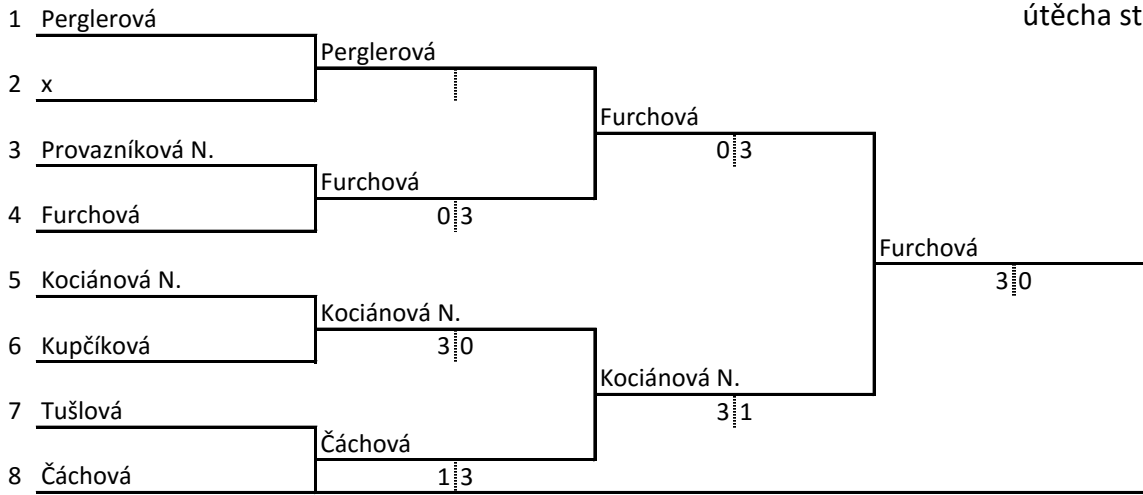 útěcha st
1 Perglerová
Perglerová
2 x
Furchová
3 Provazníková N.
0 3
Furchová
4 Furchová
0 3
Furchová
5 Kociánová N.
3 0
Kociánová N.
6 Kupčíková
3 0
Kociánová N.
7 Tušlová
3 1
Čáchová
8 Čáchová
1 3